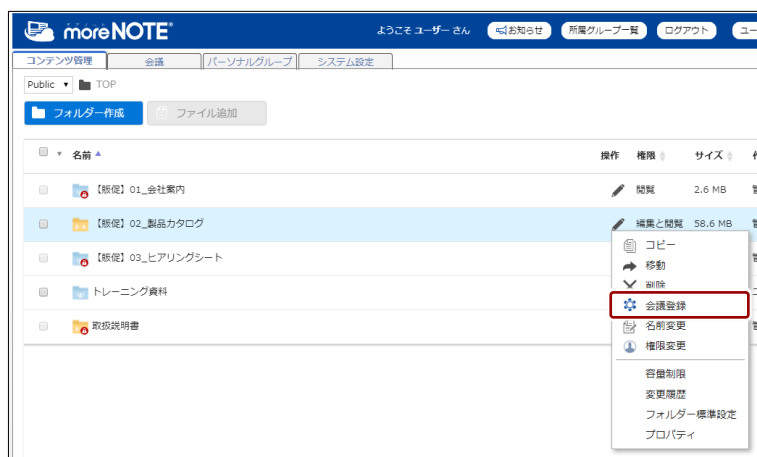 moreNOTE
ようこそ ユーザー さん お知らせ 所属グループ一覧 ログアウト ユー
コンテンツ管理 会議 パーソナルグループ システム設定
Public TOP
フォルダー作成 ファイル追加
名前 操作 権限 サイズ
【販促】01_会社案内 閲覧 2.6 MB
【販促】02_製品カタログ 編集と閲覧 58.6 MB
【販促】03_ヒアリングシート
トレーニング資料
取扱説明書
コピー
移動
削除
会議登録
名前変更
権限変更
容量制限
変更履歴
フォルダー標準設定
プロパティ